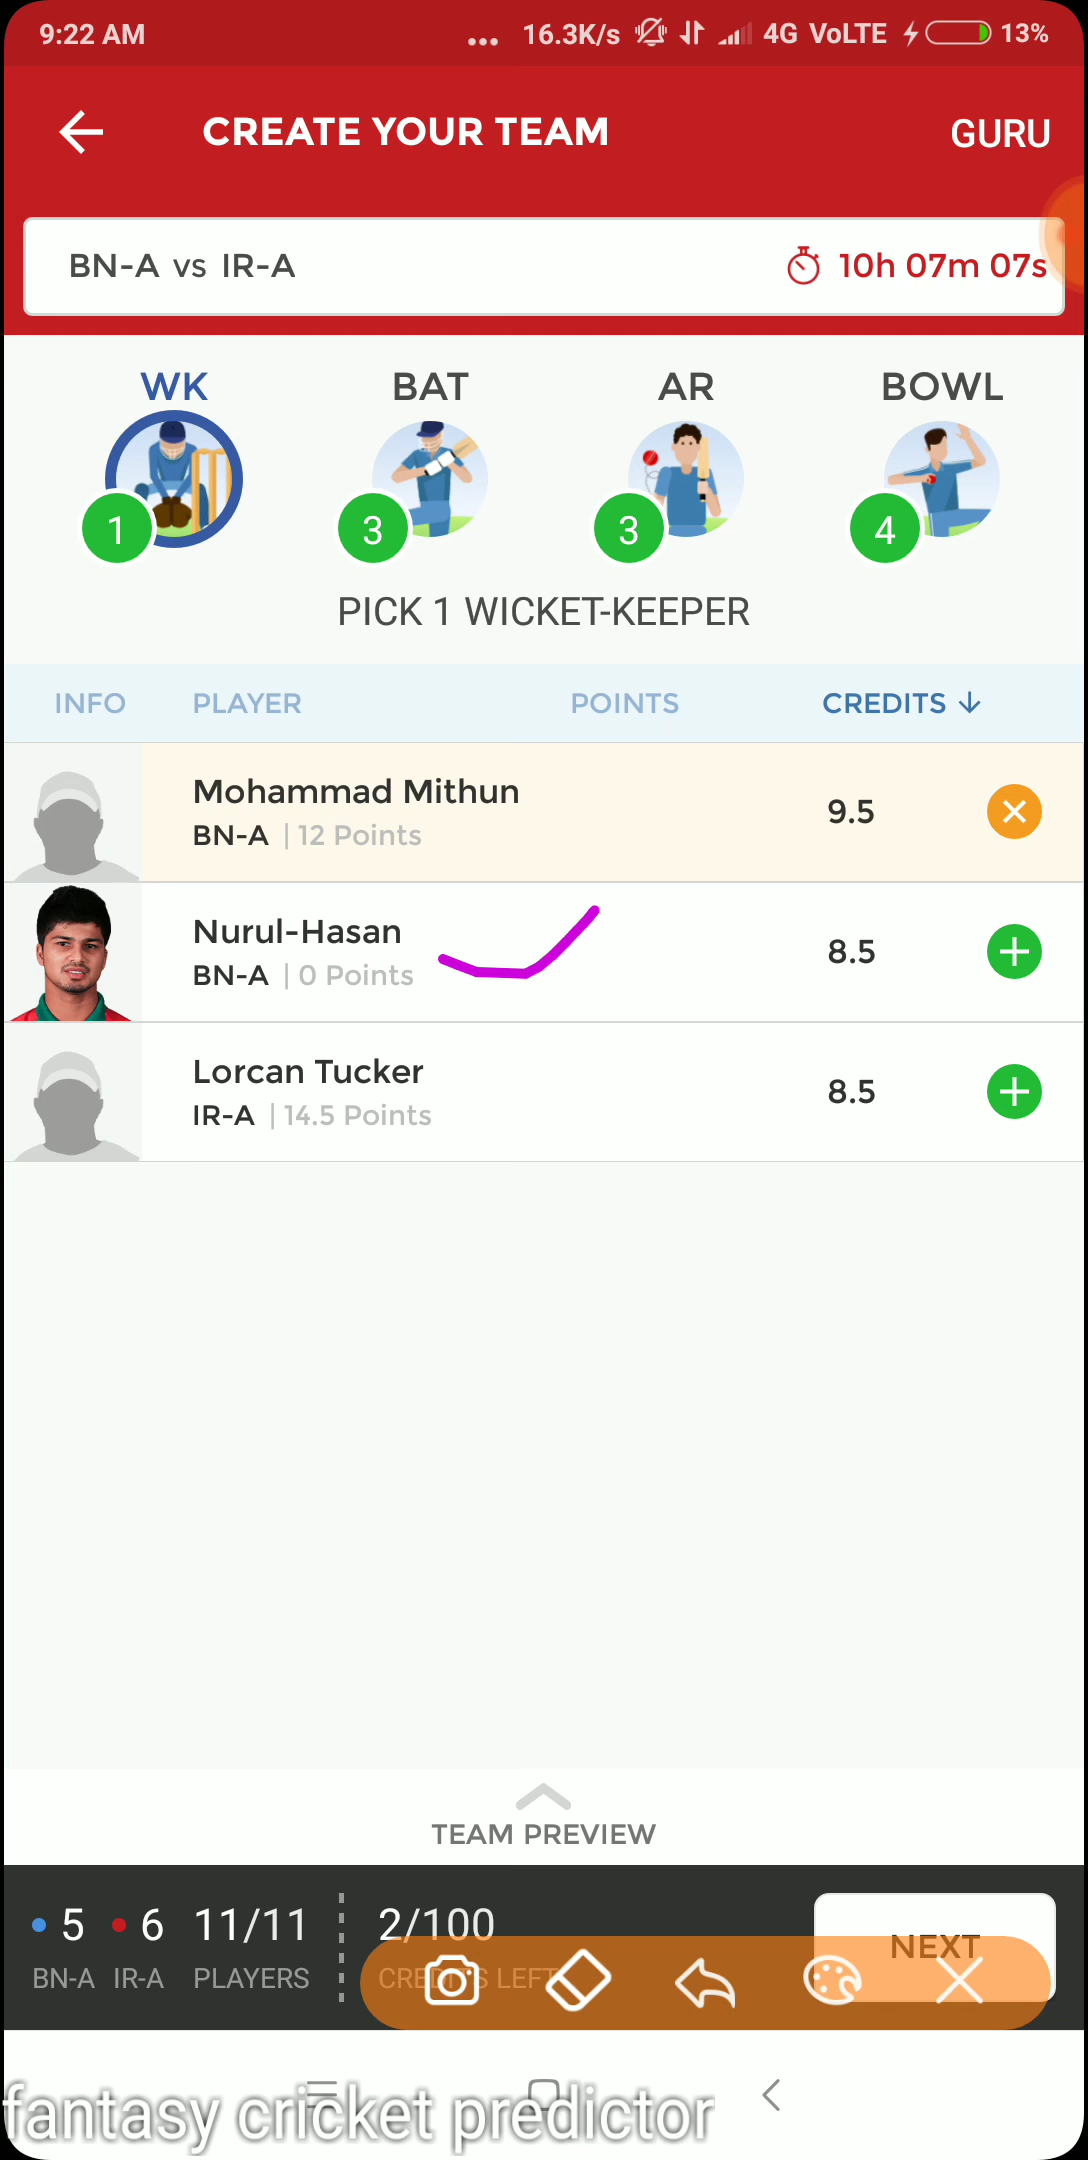 9:22 AM ... 16.3K/s 4G VoLTE 13%
CREATE YOUR TEAM GURU
BN-A vs IR-A 10h 07m 07s
WK BAT AR BOWL
1 3 3 4
PICK 1 WICKET-KEEPER
INFO PLAYER POINTS CREDITS
Mohammad Mithun
BN-A | 12 Points 9.5
Nurul-Hasan
BN-A | 0 Points 8.5
Lorcan Tucker
IR-A | 14.5 Points 8.5
TEAM PREVIEW
5 6 11/11 2/100 NEXT
BN-A IR-A PLAYERS CREDITS LEFT
fantasy cricket predictor